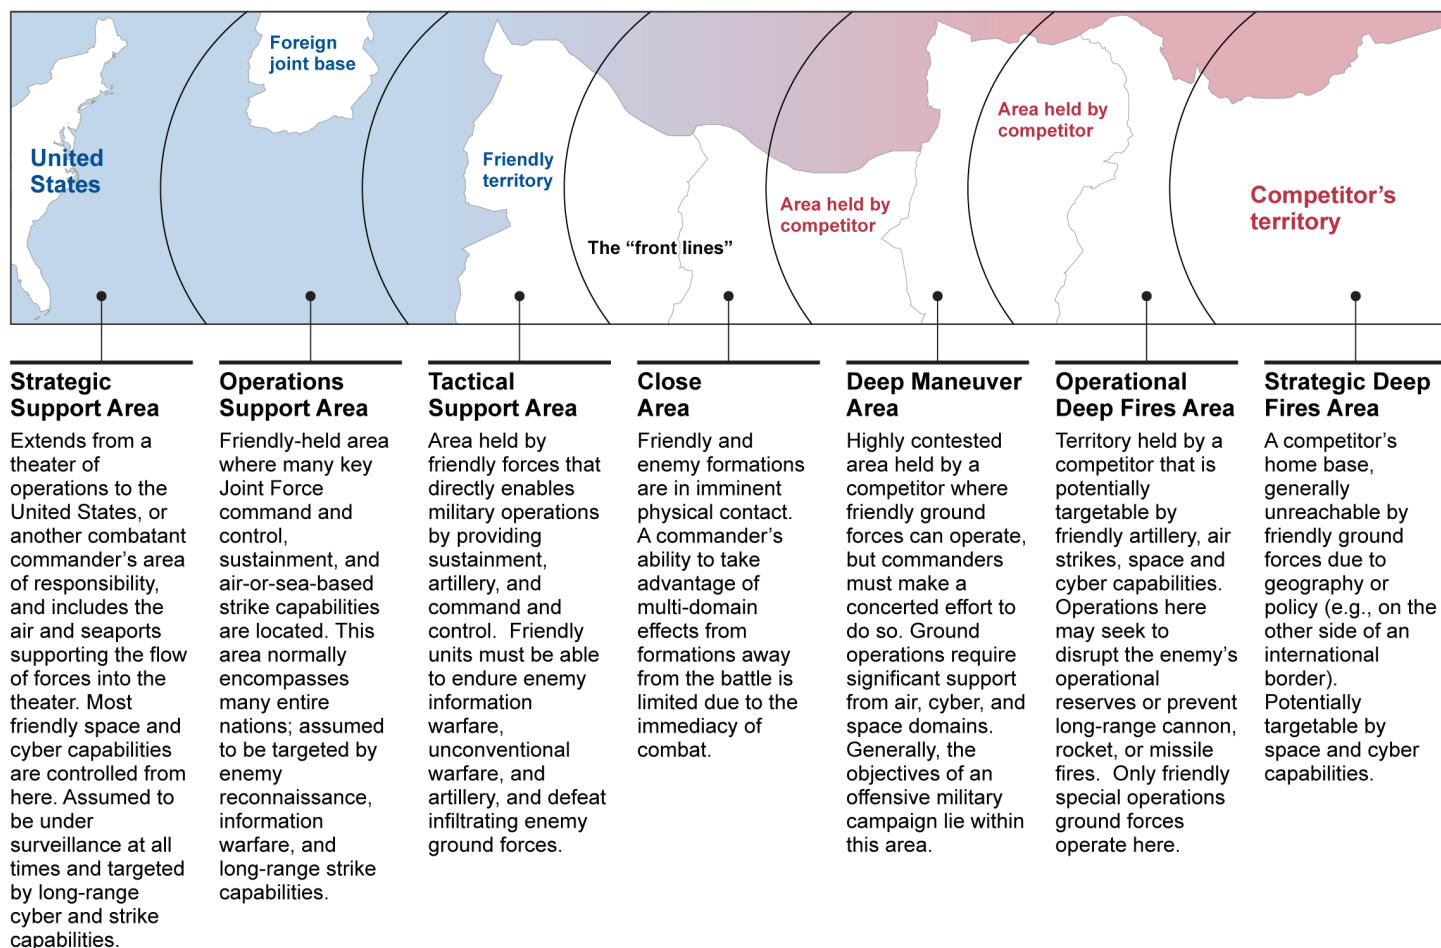 Foreign
joint base
United
States
Friendly
territory
The “front lines”
Area held by
competitor
Area held by
competitor
Competitor’s
territory
Strategic
Support Area
Extends from a
theater of
operations to the
United States, or
another combatant
commander’s area
of responsibility,
and includes the
air and seaports
supporting the flow
of forces into the
theater. Most
friendly space and
cyber capabilities
are controlled from
here. Assumed to
be under
surveillance at all
times and targeted
by long-range
cyber and strike
capabilities.
Operations
Support Area
Friendly-held area
where many key
Joint Force
command and
control,
sustainment, and
air-or-sea-based
strike capabilities
are located. This
area normally
encompasses
many entire
nations; assumed
to be targeted by
enemy
reconnaissance,
information
warfare, and
long-range strike
capabilities.
Tactical
Support Area
Area held by
friendly forces that
directly enables
military operations
by providing
sustainment,
artillery, and
command and
control.  Friendly
units must be able
to endure enemy
information
warfare,
unconventional
warfare, and
artillery, and defeat
infiltrating enemy
ground forces.
Close
Area
Friendly and
enemy formations
are in imminent
physical contact.
A commander’s
ability to take
advantage of
multi-domain
effects from
formations away
from the battle is
limited due to the
immediacy of
combat.
Deep Maneuver
Area
Highly contested
area held by a
competitor where
friendly ground
forces can operate,
but commanders
must make a
concerted effort to
do so. Ground
operations require
significant support
from air, cyber, and
space domains.
Generally, the
objectives of an
offensive military
campaign lie within
this area.
Operational
Deep Fires Area
Territory held by a
competitor that is
potentially
targetable by
friendly artillery, air
strikes, space and
cyber capabilities.
Operations here
may seek to
disrupt the enemy’s
operational
reserves or prevent
long-range cannon,
rocket, or missile
fires.  Only friendly
special operations
ground forces
operate here.
Strategic Deep
Fires Area
A competitor’s
home base,
generally
unreachable by
friendly ground
forces due to
geography or
policy (e.g., on the
other side of an
international
border).
Potentially
targetable by
space and cyber
capabilities.